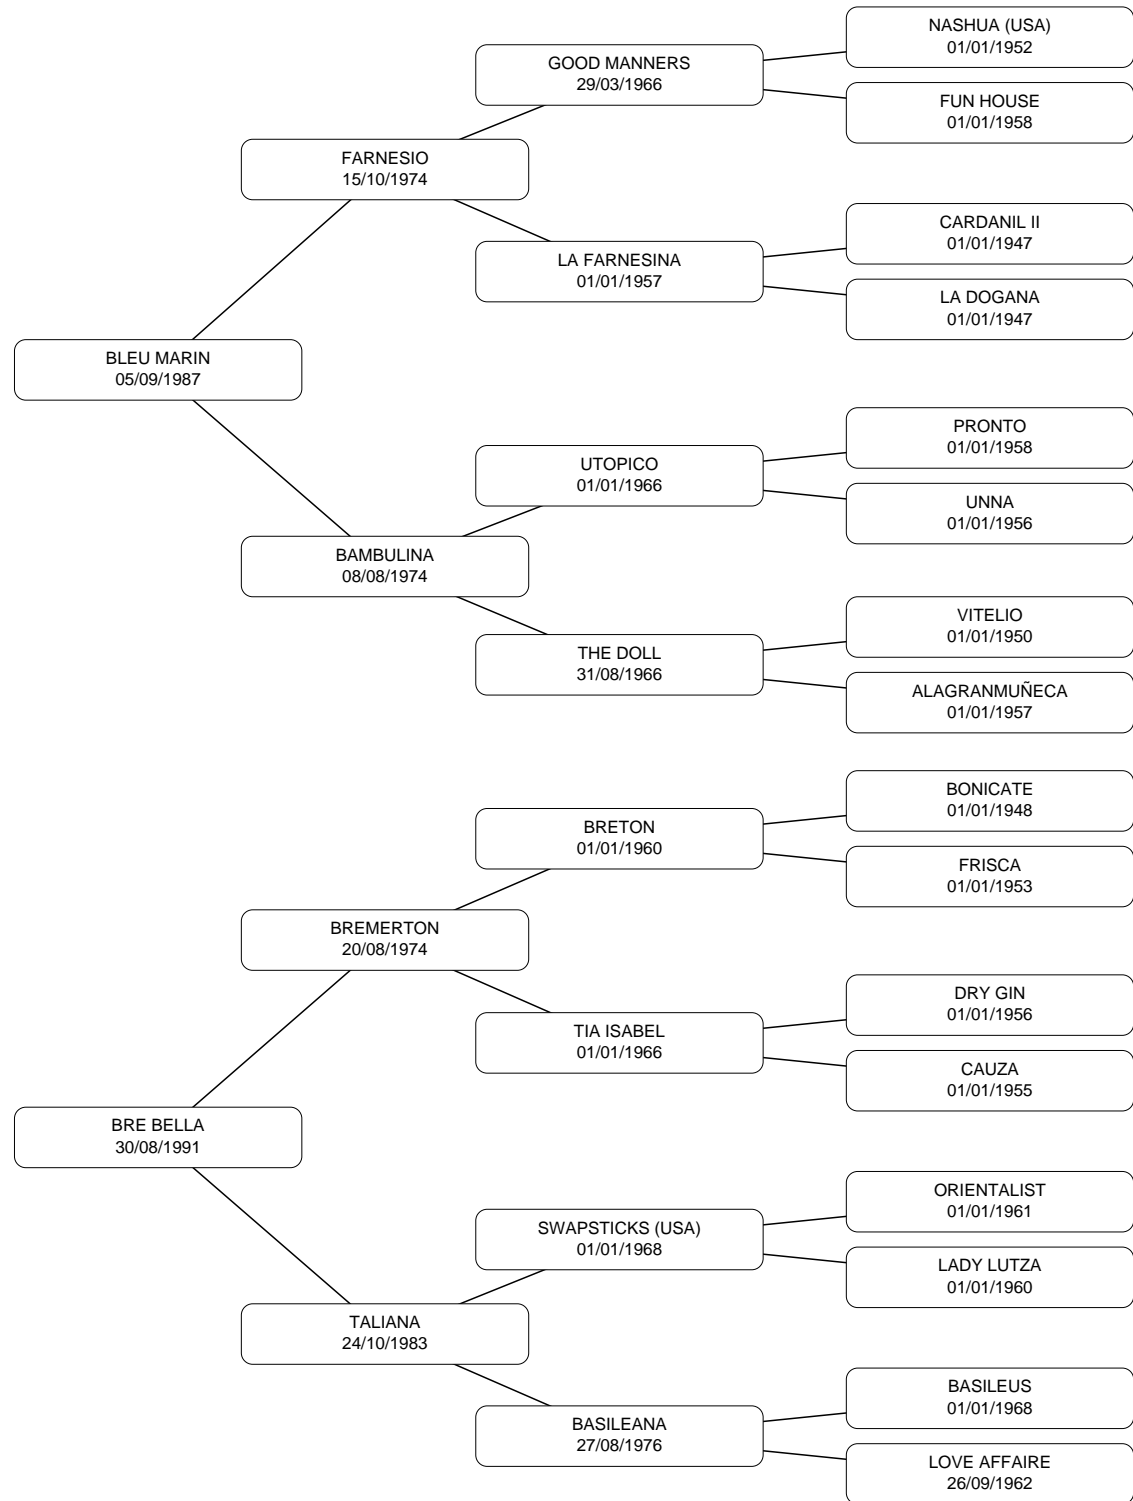 NASHUA (USA)
01/01/1952
GOOD MANNERS
29/03/1966
FUN HOUSE
01/01/1958
FARNESIO
15/10/1974
CARDANIL II
01/01/1947
LA FARNESINA
01/01/1957
LA DOGANA
01/01/1947
BLEU MARIN
05/09/1987
PRONTO
01/01/1958
UTOPICO
01/01/1966
UNNA
01/01/1956
BAMBULINA
08/08/1974
VITELIO
01/01/1950
THE DOLL
31/08/1966
ALAGRANMUÑECA
01/01/1957
BONICATE
01/01/1948
BRETON
01/01/1960
FRISCA
01/01/1953
BREMERTON
20/08/1974
DRY GIN
01/01/1956
TIA ISABEL
01/01/1966
CAUZA
01/01/1955
BRE BELLA
30/08/1991
ORIENTALIST
01/01/1961
SWAPSTICKS (USA)
01/01/1968
LADY LUTZA
01/01/1960
TALIANA
24/10/1983
BASILEUS
01/01/1968
BASILEANA
27/08/1976
LOVE AFFAIRE
26/09/1962